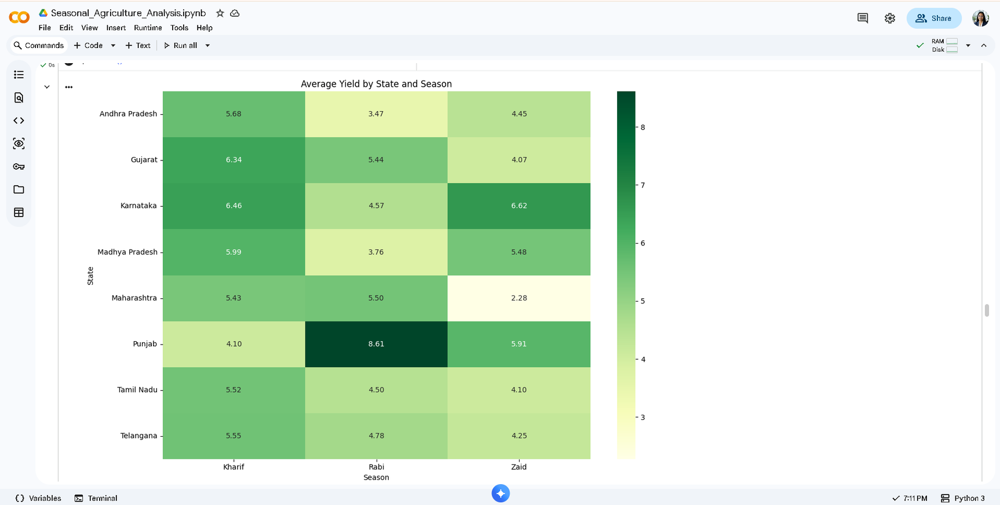 Seasonal_Agriculture_Analysis.ipynb
File Edit View Insert Runtime Tools Help
Share
Commands + Code + Text Run all
RAM
Disk
0s
Average Yield by State and Season
Andhra Pradesh 5.68 3.47 4.45
8
Gujarat 6.34 5.44 4.07
7
Karnataka 6.46 4.57 6.62
6
Madhya Pradesh 5.99 3.76 5.48
State
Maharashtra 5.43 5.50 2.28
5
Punjab 4.10 8.61 5.91
4
Tamil Nadu 5.52 4.50 4.10
3
Telangana 5.55 4.78 4.25
Kharif Rabi Zaid
Season
Variables Terminal 7:11 PM Python 3